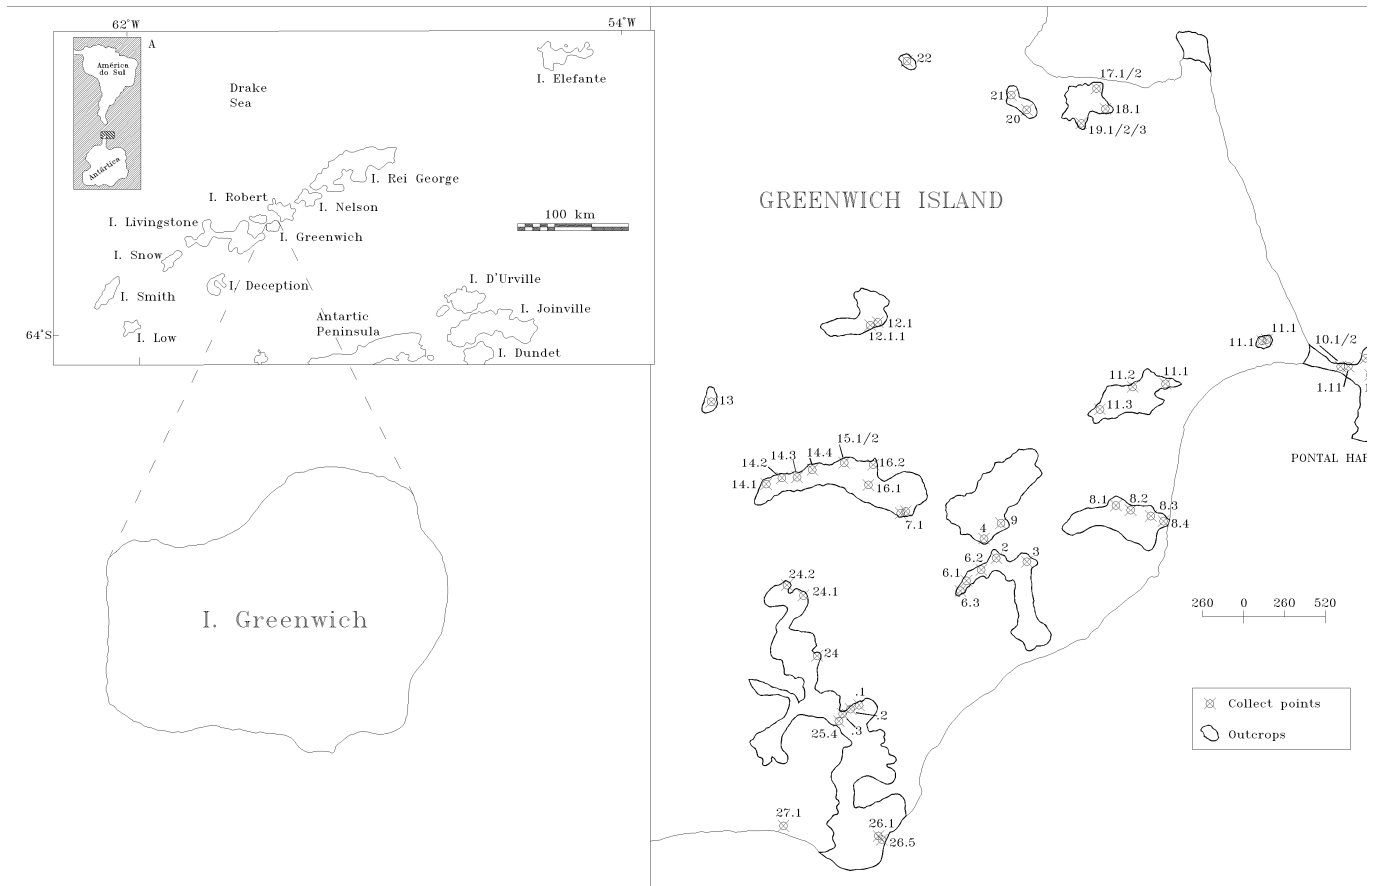 62°W
54°W
A
América
do Sul
Antártica
Drake
Sea
I. Elefante
I. Rei George
I. Robert
I. Nelson
I. Livingstone
I. Greenwich
100 km
I. Snow
I/ Deception
I. Smith
I. D'Urville
I. Joinville
Antartic
Peninsula
64°S
I. Low
I. Dundet
I. Greenwich
22
17.1/2
21
20
18.1
19.1/2/3
GREENWICH ISLAND
12.1
12.1.1
11.1
11.1
10.1/2
1.11
11.2
11.1
11.3
13
PONTAL HAR
15.1/2
14.4
14.3
14.2
14.1
16.2
16.1
7.1
9
4
8.1
8.2
8.3
8.4
2
3
6.2
6.1
6.3
24.2
24.1
24
260 0 260 520
.1
.2
.3
25.4
Collect points
Outcrops
27.1
26.1
26.5